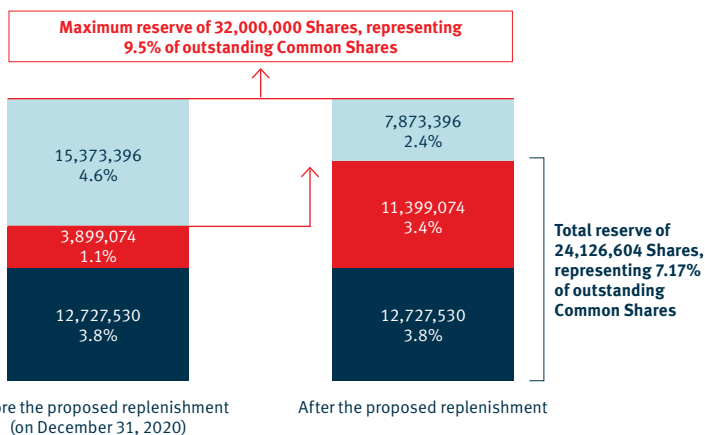 Maximum reserve of 32,000,000 Shares, representing
9.5% of outstanding Common Shares
15,373,396
4.6%
3,899,074
1.1%
12,727,530
3.8%
7,873,396
2.4%
11,399,074
3.4%
12,727,530
3.8%
Total reserve of
24,126,604 Shares,
representing 7.17%
of outstanding
Common Shares
the proposed replenishment
(on December 31, 2020)
After the proposed replenishment